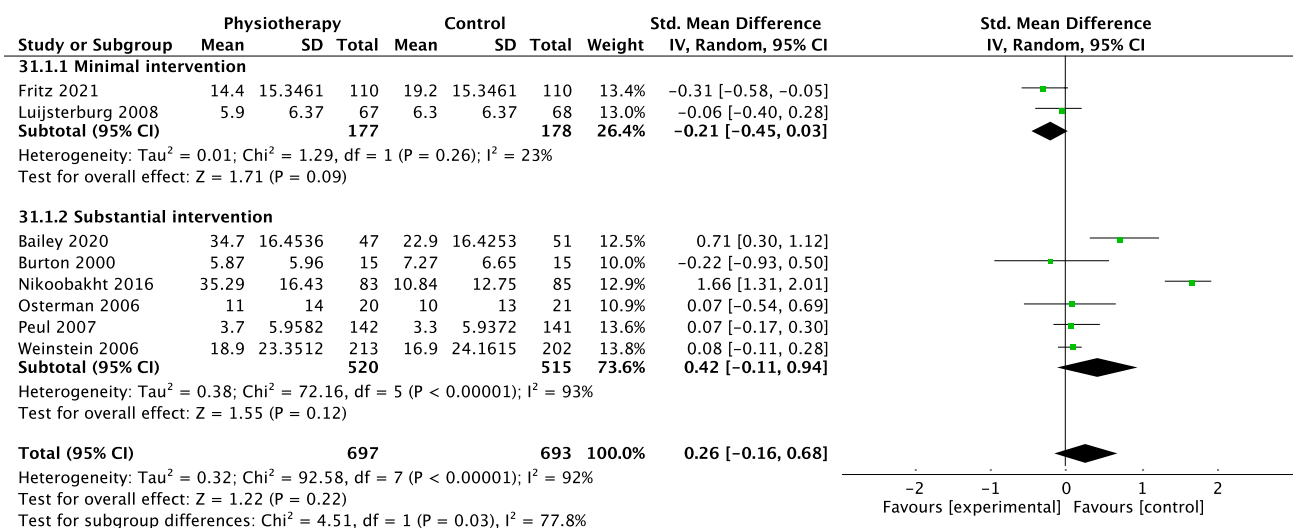 Physiotherapy Control Std. Mean Difference Std. Mean Difference
Study or Subgroup Mean SD Total Mean SD Total Weight IV, Random, 95% CI IV, Random, 95% CI
31.1.1 Minimal intervention
Fritz 2021 14.4 15.3461 110 19.2 15.3461 110 13.4% −0.31 [−0.58, −0.05]
Luijsterburg 2008 5.9 6.37 67 6.3 6.37 68 13.0% −0.06 [−0.40, 0.28]
Subtotal (95% CI) 177 178 26.4% −0.21 [−0.45, 0.03]
Heterogeneity: Tau² = 0.01; Chi² = 1.29, df = 1 (P = 0.26); I² = 23%
Test for overall effect: Z = 1.71 (P = 0.09)
31.1.2 Substantial intervention
Bailey 2020 34.7 16.4536 47 22.9 16.4253 51 12.5% 0.71 [0.30, 1.12]
Burton 2000 5.87 5.96 15 7.27 6.65 15 10.0% −0.22 [−0.93, 0.50]
Nikoobakht 2016 35.29 16.43 83 10.84 12.75 85 12.9% 1.66 [1.31, 2.01]
Osterman 2006 11 14 20 10 13 21 10.9% 0.07 [−0.54, 0.69]
Peul 2007 3.7 5.9582 142 3.3 5.9372 141 13.6% 0.07 [−0.17, 0.30]
Weinstein 2006 18.9 23.3512 213 16.9 24.1615 202 13.8% 0.08 [−0.11, 0.28]
Subtotal (95% CI) 520 515 73.6% 0.42 [−0.11, 0.94]
Heterogeneity: Tau² = 0.38; Chi² = 72.16, df = 5 (P < 0.00001); I² = 93%
Test for overall effect: Z = 1.55 (P = 0.12)
Total (95% CI) 697 693 100.0% 0.26 [−0.16, 0.68]
Heterogeneity: Tau² = 0.32; Chi² = 92.58, df = 7 (P < 0.00001); I² = 92%
Test for overall effect: Z = 1.22 (P = 0.22)
Test for subgroup differences: Chi² = 4.51, df = 1 (P = 0.03), I² = 77.8%
−2 −1 0 1 2
Favours [experimental] Favours [control]